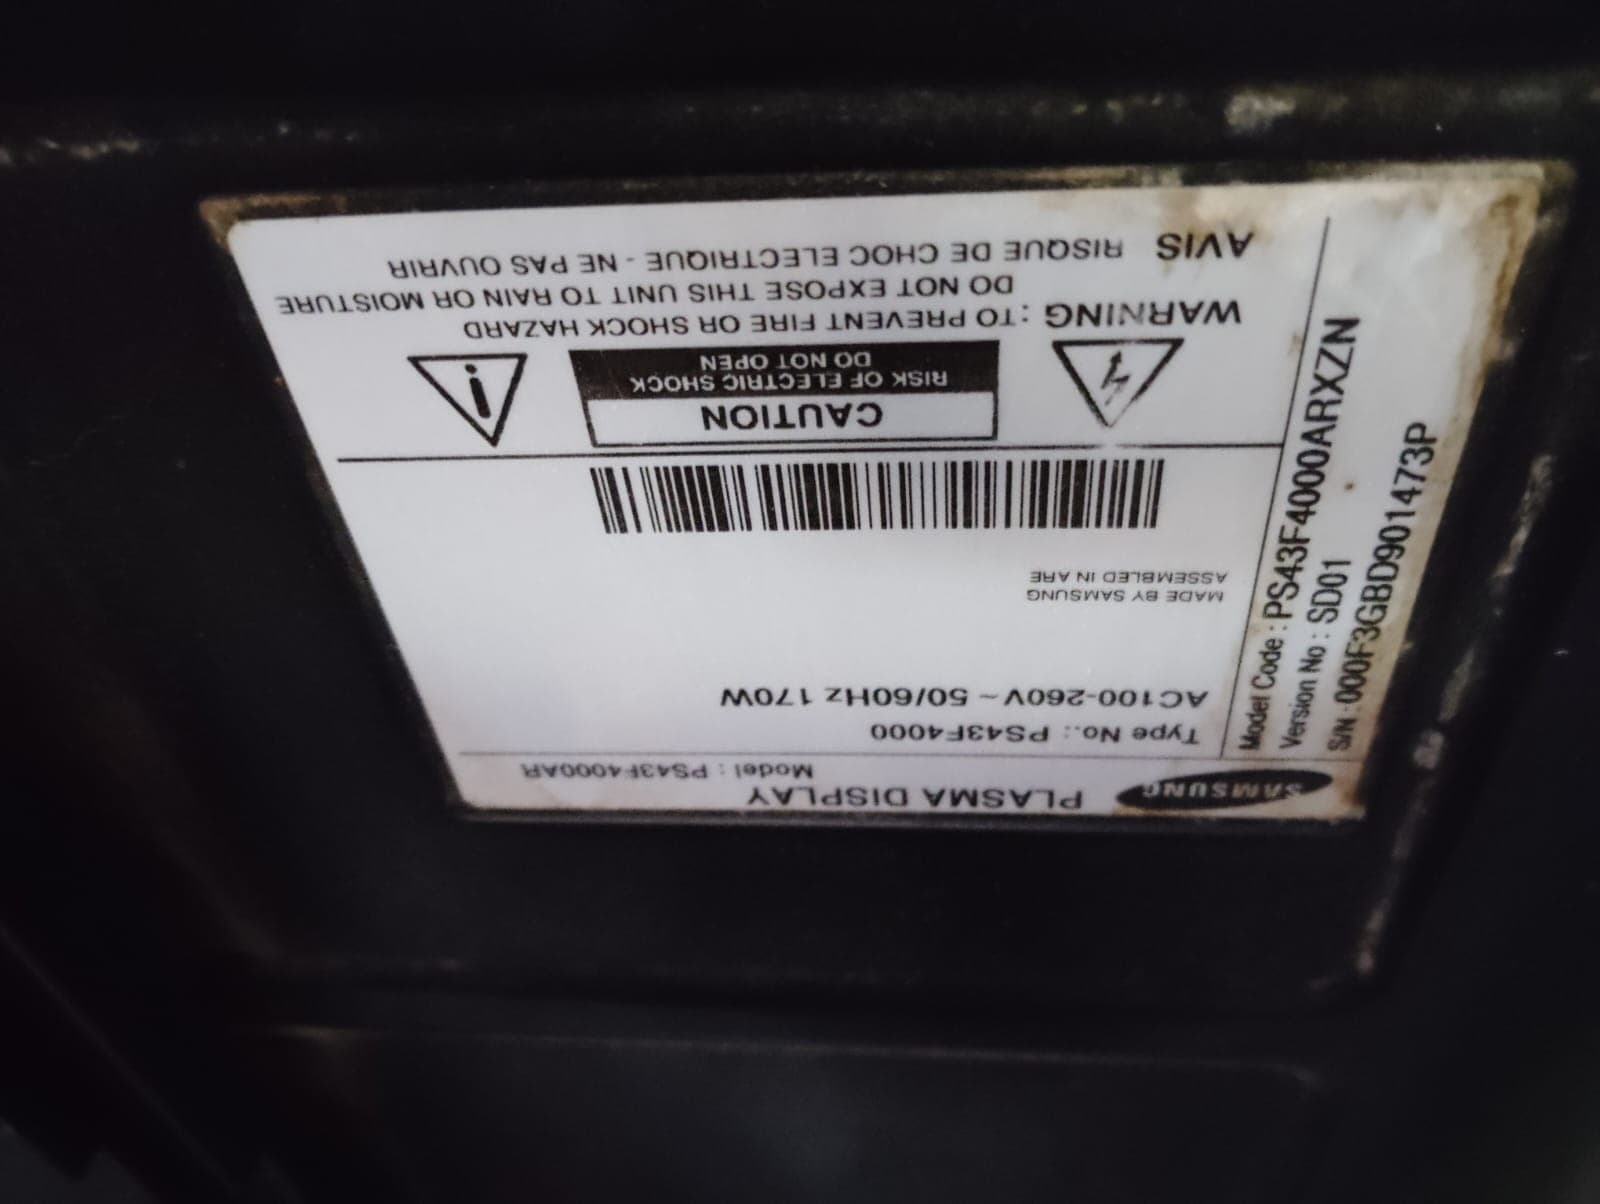 SAMSUNG
PLASMA DISPLAY
Model : PS43F4000AR
Type No.: PS43F4000
AC100-260V ~ 50/60Hz 170W
MADE BY SAMSUNG
ASSEMBLED IN ARE
CAUTION
RISK OF ELECTRIC SHOCK
DO NOT OPEN
WARNING : TO PREVENT FIRE OR SHOCK HAZARD
DO NOT EXPOSE THIS UNIT TO RAIN OR MOISTURE
AVIS RISQUE DE CHOC ELECTRIQUE - NE PAS OUVRIR
Model Code : PS43F4000ARXZN
Version No : SD01
S/N : 000F3GBD901473P